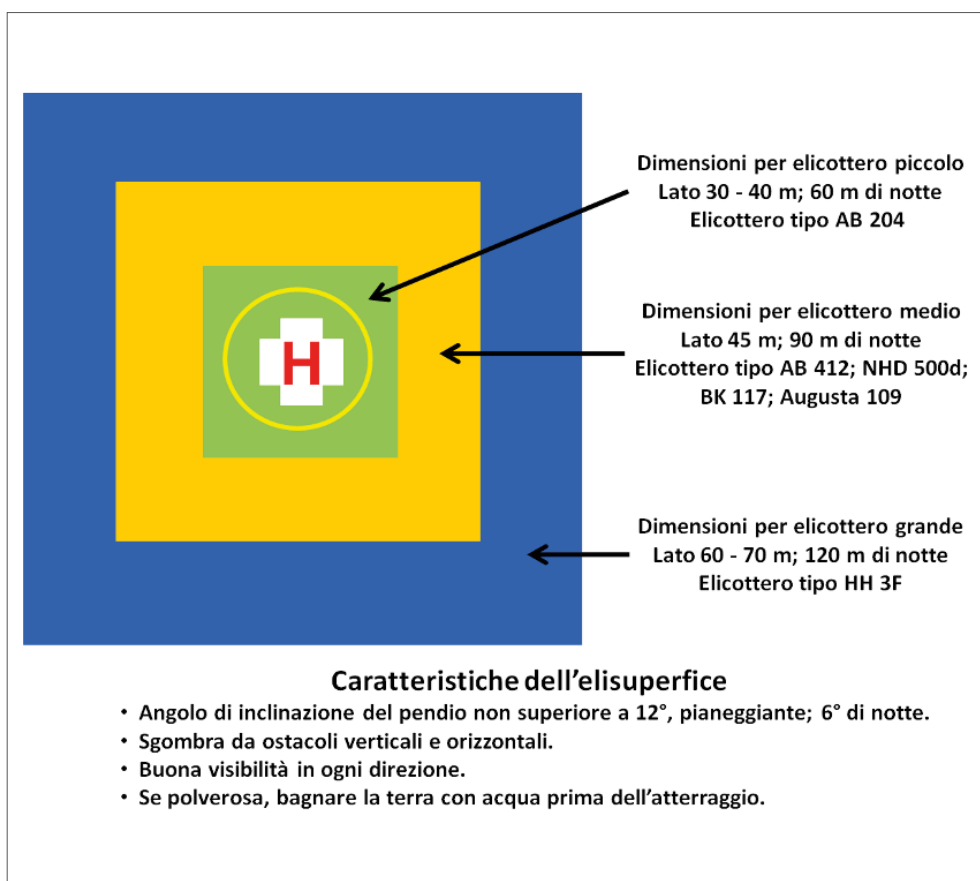 Dimensioni per elicottero piccolo
Lato 30 - 40 m; 60 m di notte
Elicottero tipo AB 204
H
Dimensioni per elicottero medio
Lato 45 m; 90 m di notte
Elicottero tipo AB 412; NHD 500d;
BK 117; Augusta 109
Dimensioni per elicottero grande
Lato 60 - 70 m; 120 m di notte
Elicottero tipo HH 3F
Caratteristiche dell’elisuperfice
• Angolo di inclinazione del pendio non superiore a 12°, pianeggiante; 6° di notte.
• Sgombra da ostacoli verticali e orizzontali.
• Buona visibilità in ogni direzione.
• Se polverosa, bagnare la terra con acqua prima dell’atterraggio.